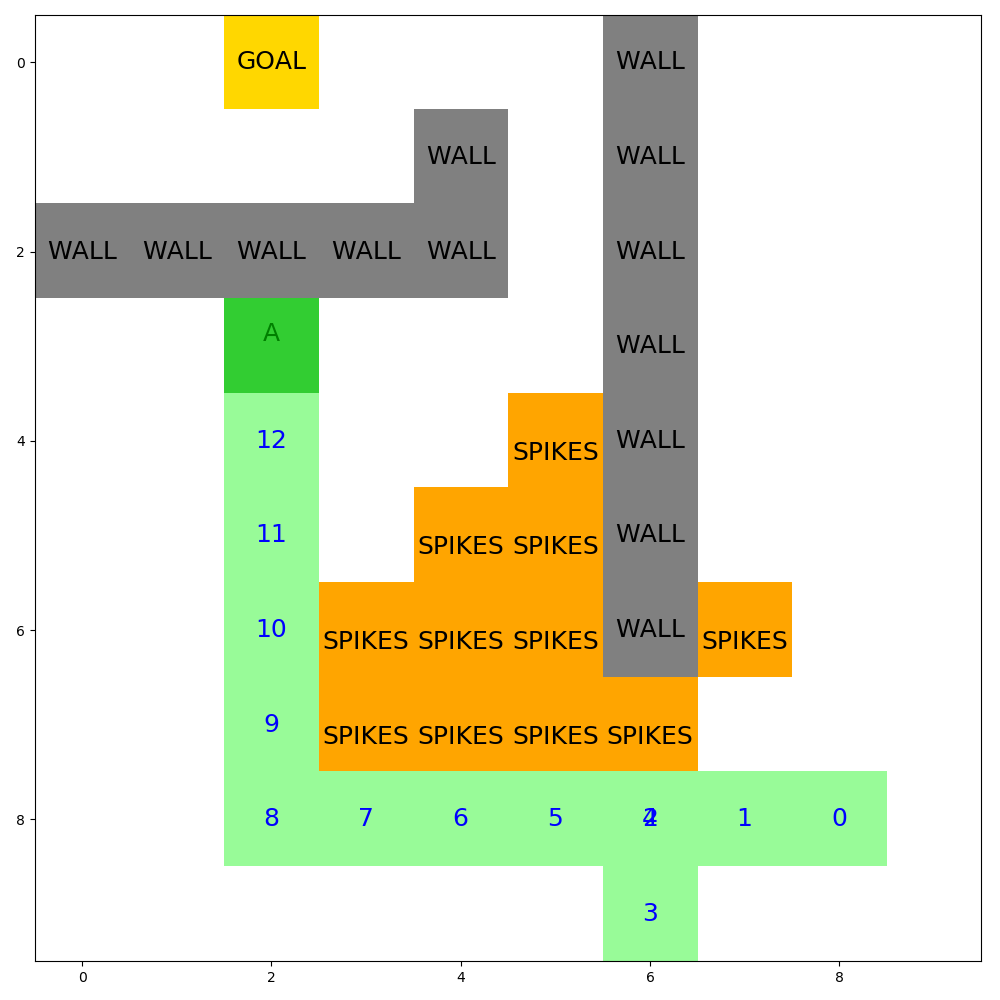 GOAL WALL
WALL WALL
WALL WALL WALL WALL WALL WALL
A WALL
12 SPIKES WALL
11 SPIKES SPIKES WALL
10 SPIKES SPIKES SPIKES WALL SPIKES
9 SPIKES SPIKES SPIKES SPIKES
8 7 6 5 2 4 1 0
3
0
2
4
6
8
0 2 4 6 8